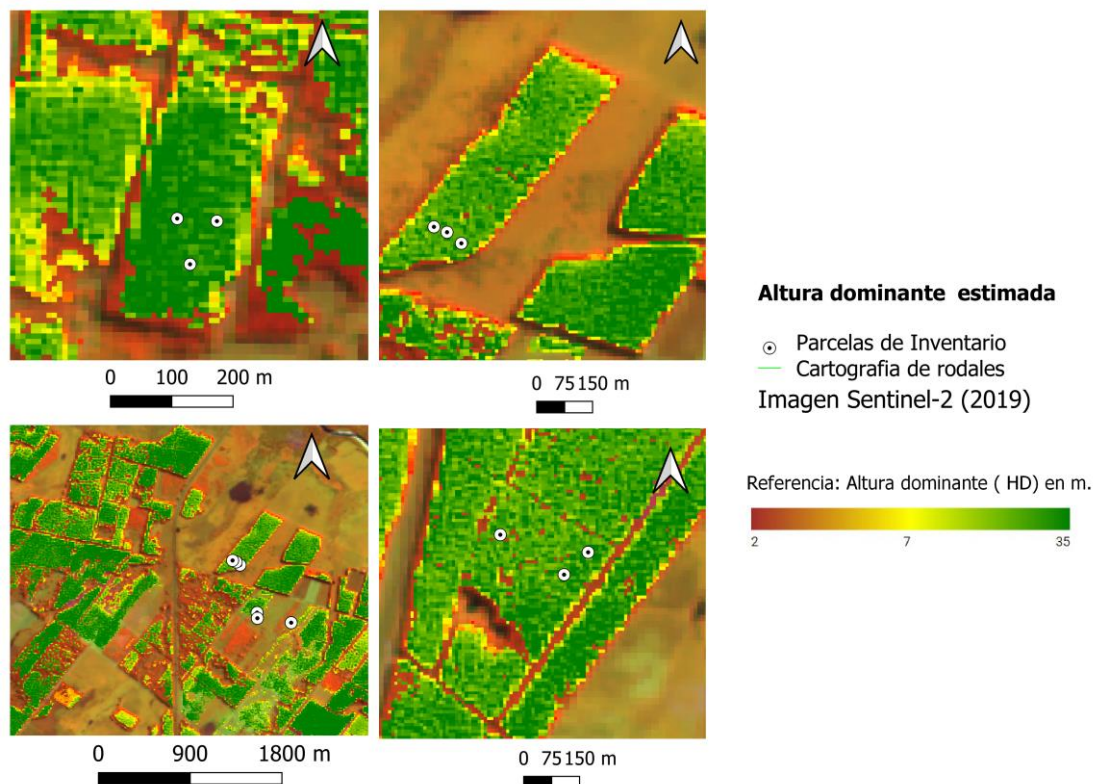 0 100 200 m
0 75150 m
0 900 1800 m
0 75150 m
Altura dominante estimada
Parcelas de Inventario
Cartografia de rodales
Imagen Sentinel-2 (2019)
Referencia: Altura dominante ( HD) en m.
2 7 35